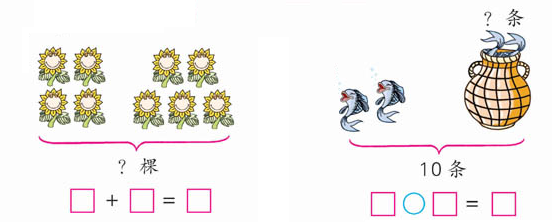 ? 条
? 棵
10 条
□ + □ = □
□ ○ □ = □